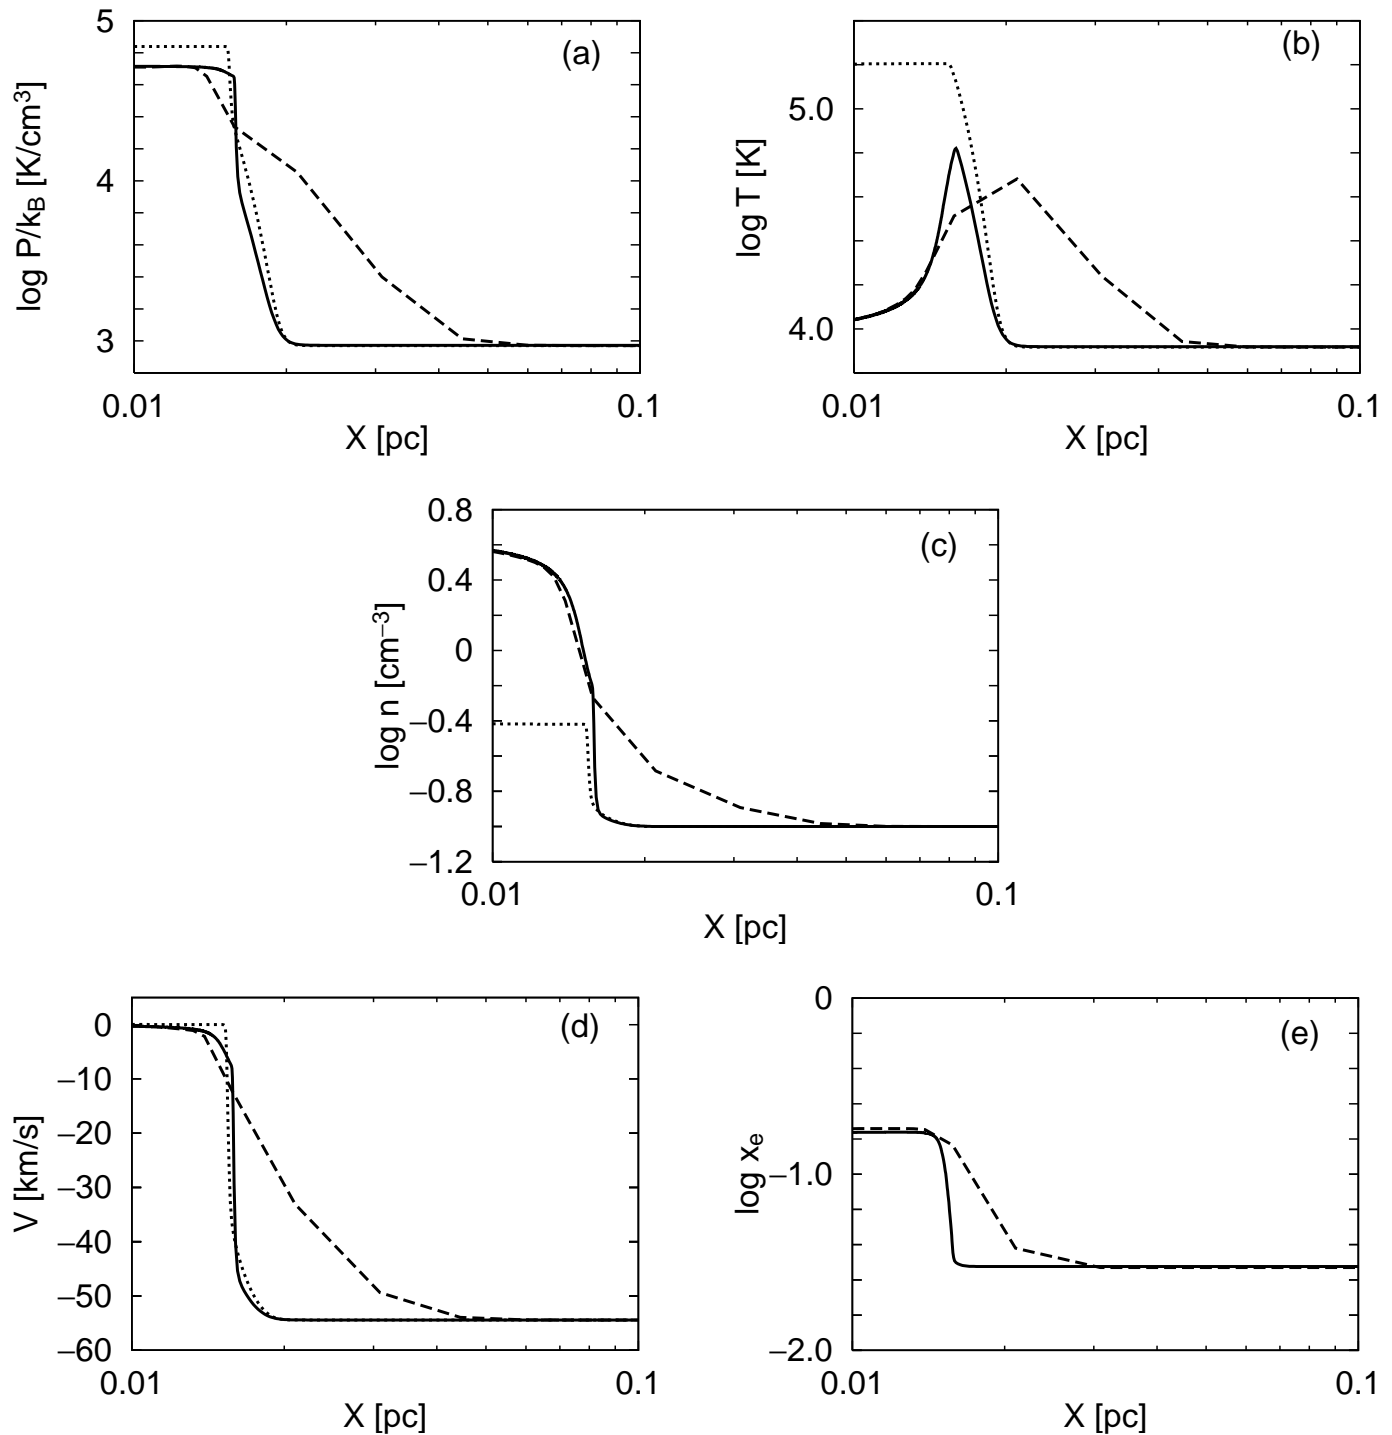 (a)
5
4
3
log P/k_B [K/cm³]
0.01 0.1
X [pc]
(b)
5.0
4.0
log T [K]
0.01 0.1
X [pc]
(c)
0.8
0.4
0
−0.4
−0.8
−1.2
log n [cm⁻³]
0.01 0.1
X [pc]
(d)
0
−10
−20
−30
−40
−50
−60
V [km/s]
0.01 0.1
X [pc]
(e)
0
−1.0
−2.0
log x_e
0.01 0.1
X [pc]